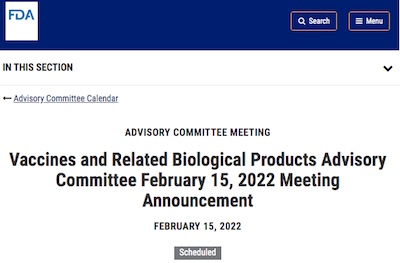 FDA
Search
Menu
IN THIS SECTION
← Advisory Committee Calendar
ADVISORY COMMITTEE MEETING
Vaccines and Related Biological Products Advisory
Committee February 15, 2022 Meeting
Announcement
FEBRUARY 15, 2022
Scheduled